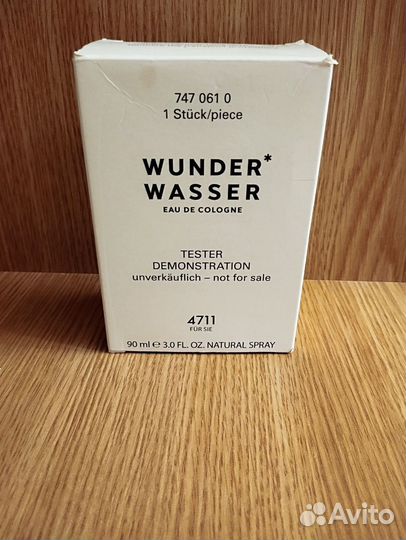 747 061 0
1 Stück/piece
WUNDER*
WASSER
EAU DE COLOGNE
TESTER
DEMONSTRATION
unverkäuflich – not for sale
4711
FÜR SIE
90 ml e 3.0 FL. OZ. NATURAL SPRAY
Avito